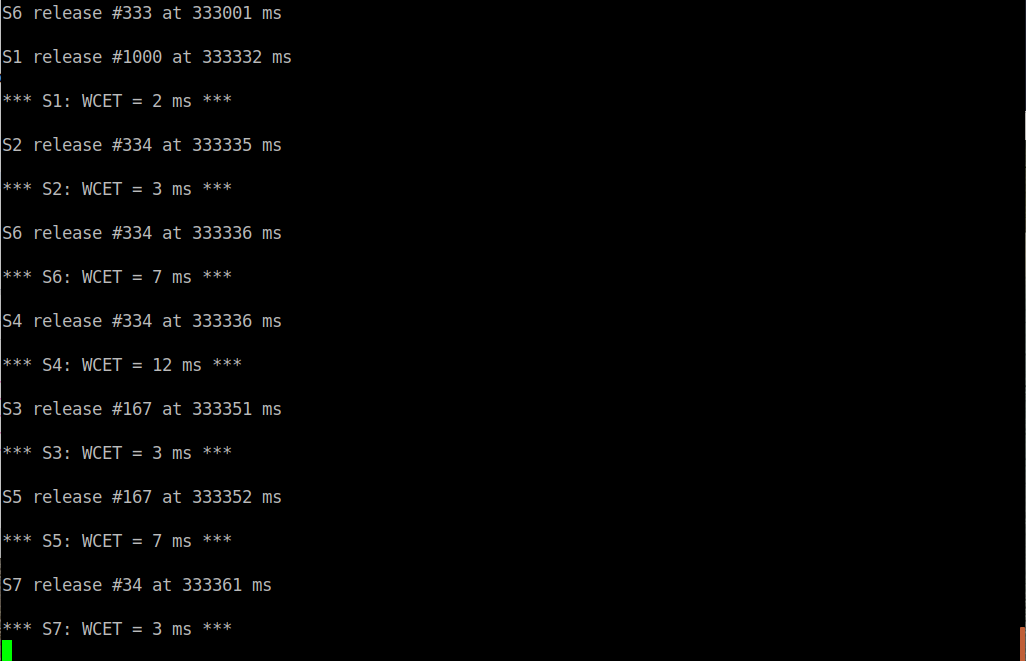 S6 release #333 at 333001 ms
S1 release #1000 at 333332 ms
*** S1: WCET = 2 ms ***
S2 release #334 at 333335 ms
*** S2: WCET = 3 ms ***
S6 release #334 at 333336 ms
*** S6: WCET = 7 ms ***
S4 release #334 at 333336 ms
*** S4: WCET = 12 ms ***
S3 release #167 at 333351 ms
*** S3: WCET = 3 ms ***
S5 release #167 at 333352 ms
*** S5: WCET = 7 ms ***
S7 release #34 at 333361 ms
*** S7: WCET = 3 ms ***